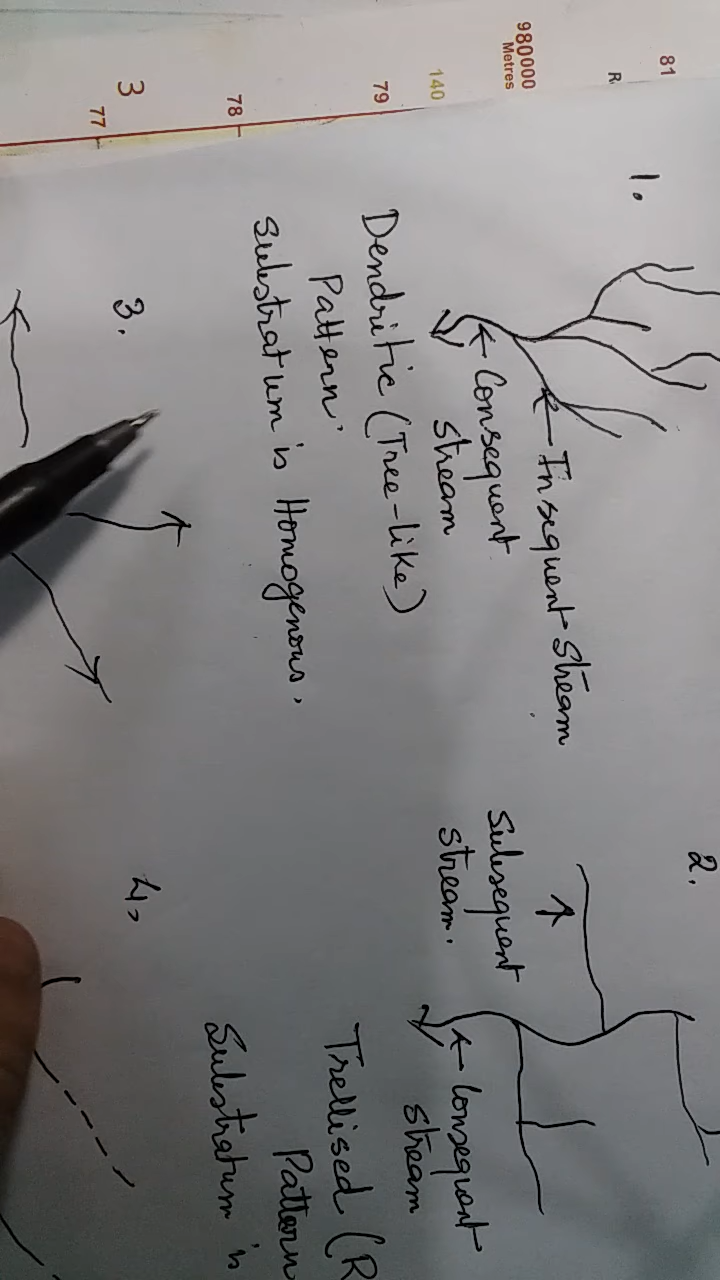 81
R
980000
Metres
140
79
78
77
3
1.
Insequent Stream
Consequent
Stream
Dendritic (Tree-like)
Pattern.
Substratum is Homogenous.
2.
Subsequent
Stream.
Consequent
Stream
Trellised (R
Pattern
Substratum is
3.
4.